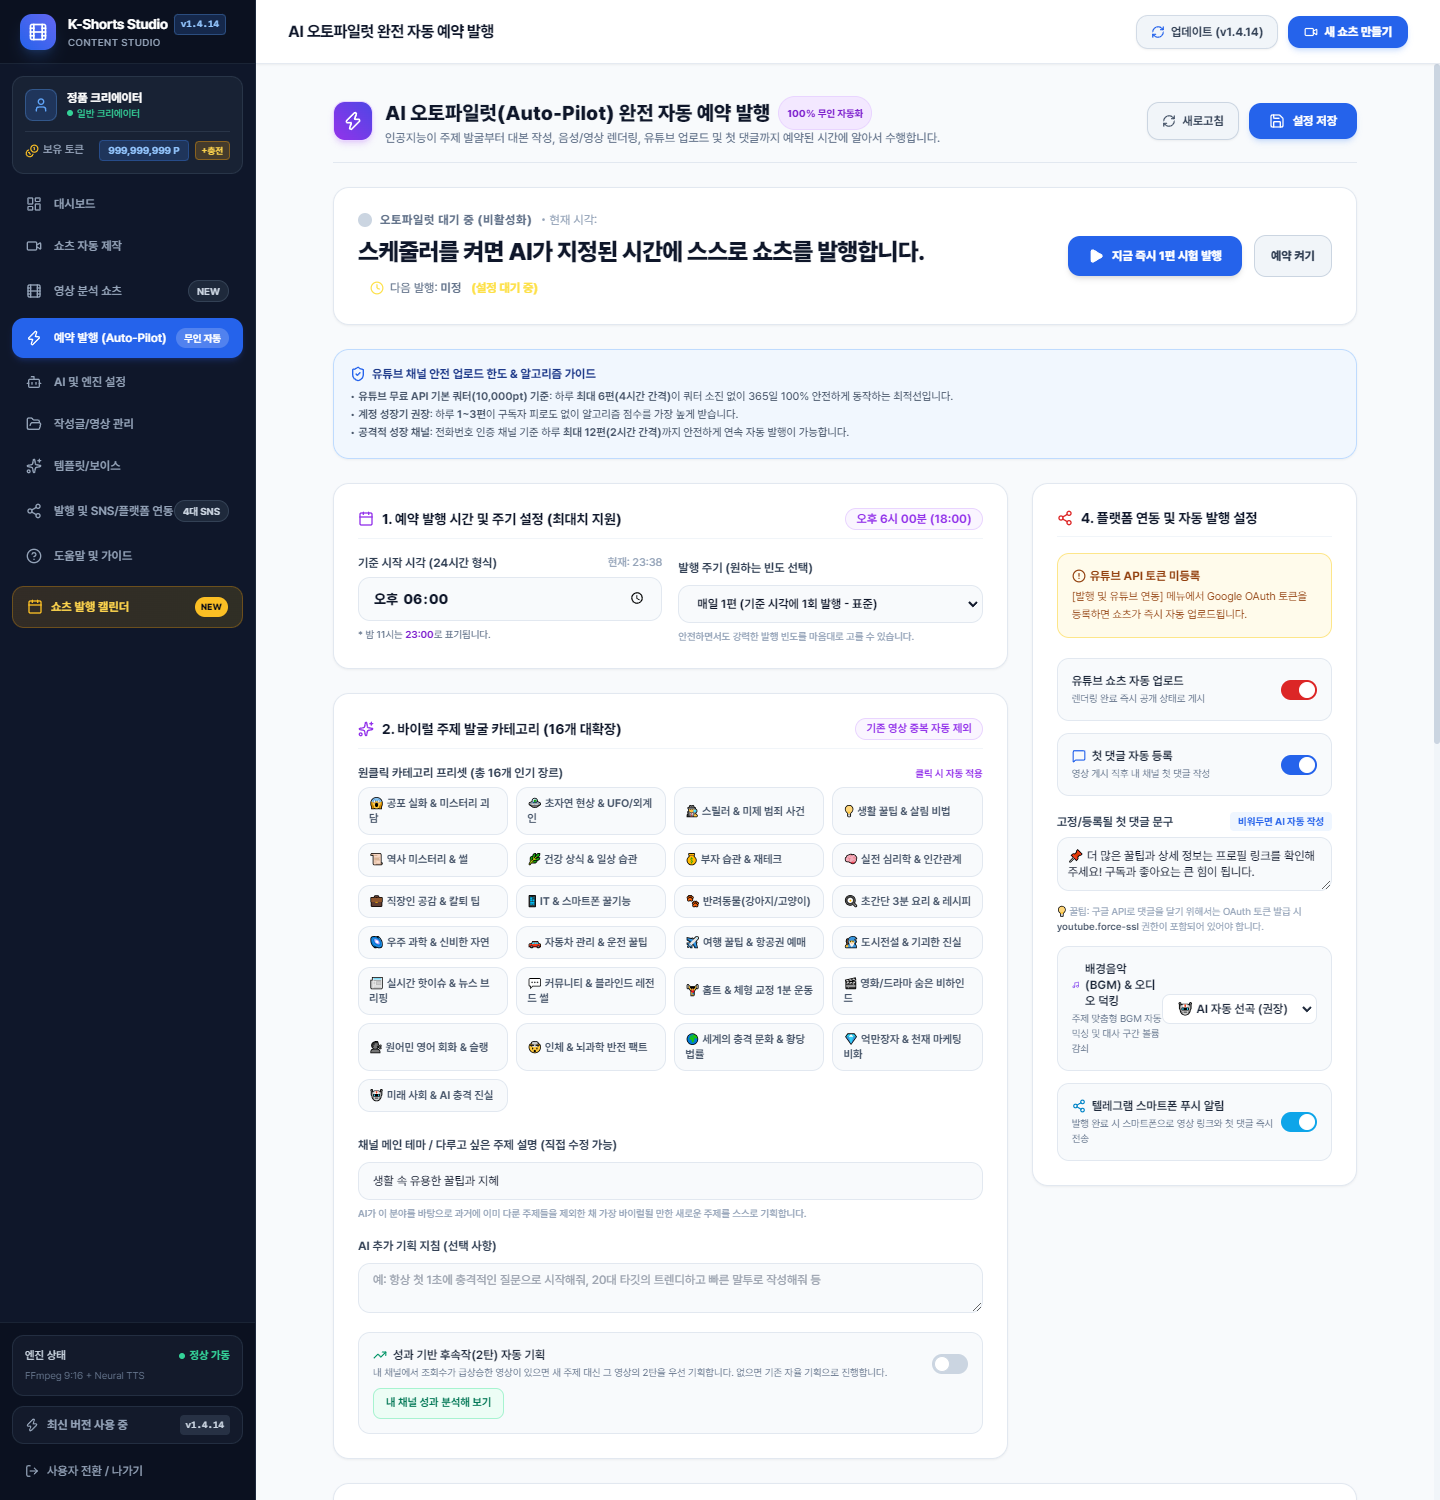 K-Shorts Studio v1.4.14
CONTENT STUDIO
정품 크리에이터
일반 크리에이터
보유 토큰 999,999,999 P +충전
대시보드
쇼츠 자동 제작
영상 분석 쇼츠 NEW
예약 발행 (Auto-Pilot) 무인 자동
AI 및 엔진 설정
작성글/영상 관리
템플릿/보이스
발행 및 SNS/플랫폼 연동 4대 SNS
도움말 및 가이드
쇼츠 발행 캘린더 NEW
엔진 상태 정상 가동
FFmpeg 9:16 + Neural TTS
최신 버전 사용 중 v1.4.14
사용자 전환 / 나가기
AI 오토파일럿 완전 자동 예약 발행
업데이트 (v1.4.14)
새 쇼츠 만들기
AI 오토파일럿(Auto-Pilot) 완전 자동 예약 발행 100% 무인 자동화
인공지능이 주제 발굴부터 대본 작성, 음성/영상 렌더링, 유튜브 업로드 및 첫 댓글까지 예약된 시간에 알아서 수행합니다.
새로고침
설정 저장
오토파일럿 대기 중 (비활성화) • 현재 시각:
스케줄러를 켜면 AI가 지정된 시간에 스스로 쇼츠를 발행합니다.
다음 발행: 미정 (설정 대기 중)
지금 즉시 1편 시험 발행
예약 켜기
유튜브 채널 안전 업로드 한도 & 알고리즘 가이드
• 유튜브 무료 API 기본 쿼터(10,000pt) 기준: 하루 최대 6편(4시간 간격)이 쿼터 소진 없이 365일 100% 안전하게 동작하는 최적선입니다.
• 계정 성장기 권장: 하루 1~3편이 구독자 피로도 없이 알고리즘 점수를 가장 높게 받습니다.
• 공격적 성장 채널: 전화번호 인증 채널 기준 하루 최대 12편(2시간 간격)까지 안전하게 연속 자동 발행이 가능합니다.
1. 예약 발행 시간 및 주기 설정 (최대치 지원) 오후 6시 00분 (18:00)
기준 시작 시각 (24시간 형식) 현재: 23:38
오후 06:00
* 밤 11시는 23:00로 표기됩니다.
발행 주기 (원하는 빈도 선택)
매일 1편 (기준 시각에 1회 발행 - 표준)
안전하면서도 강력한 발행 빈도를 마음대로 고를 수 있습니다.
2. 바이럴 주제 발굴 카테고리 (16개 대확장) 기존 영상 중복 자동 제외
원클릭 카테고리 프리셋 (총 16개 인기 장르) 클릭 시 자동 적용
😱 공포 실화 & 미스터리 괴
담
🛸 초자연 현상 & UFO/외계
인
🕵️ 스릴러 & 미제 범죄 사건
💡 생활 꿀팁 & 살림 비법
📜 역사 미스터리 & 썰
🌿 건강 상식 & 일상 습관
💰 부자 습관 & 재테크
🧠 실전 심리학 & 인간관계
💼 직장인 공감 & 칼퇴 팁
📱 IT & 스마트폰 꿀기능
🐾 반려동물(강아지/고양이)
🍳 초간단 3분 요리 & 레시피
🌌 우주 과학 & 신비한 자연
🚗 자동차 관리 & 운전 꿀팁
✈️ 여행 꿀팁 & 항공권 예매
👻 도시전설 & 기괴한 진실
📰 실시간 핫이슈 & 뉴스 브
리핑
💬 커뮤니티 & 블라인드 레전
드 썰
🏋️ 홈트 & 체형 교정 1분 운동
🎬 영화/드라마 숨은 비하인
드
🗣️ 원어민 영어 회화 & 슬랭
🤯 인체 & 뇌과학 반전 팩트
🌍 세계의 충격 문화 & 황당
법률
💎 억만장자 & 천재 마케팅
비화
🤖 미래 사회 & AI 충격 진실
채널 메인 테마 / 다루고 싶은 주제 설명 (직접 수정 가능)
생활 속 유용한 꿀팁과 지혜
AI가 이 분야를 바탕으로 과거에 이미 다룬 주제들을 제외한 채 가장 바이럴될 만한 새로운 주제를 스스로 기획합니다.
AI 추가 기획 지침 (선택 사항)
예: 항상 첫 1초에 충격적인 질문으로 시작해줘, 20대 타깃의 트렌디하고 빠른 말투로 작성해줘 등
성과 기반 후속작(2탄) 자동 기획
내 채널에서 조회수가 급상승한 영상이 있으면 새 주제 대신 그 영상의 2탄을 우선 기획합니다. 없으면 기존 자율 기획으로 진행합니다.
내 채널 성과 분석해 보기
4. 플랫폼 연동 및 자동 발행 설정
유튜브 API 토큰 미등록
[발행 및 유튜브 연동] 메뉴에서 Google OAuth 토큰을
등록하면 쇼츠가 즉시 자동 업로드됩니다.
유튜브 쇼츠 자동 업로드
렌더링 완료 즉시 공개 상태로 게시
첫 댓글 자동 등록
영상 게시 직후 내 채널 첫 댓글 작성
고정/등록될 첫 댓글 문구 비워두면 AI 자동 작성
📌 더 많은 꿀팁과 상세 정보는 프로필 링크를 확인해
주세요! 구독과 좋아요는 큰 힘이 됩니다.
💡 꿀팁: 구글 API로 댓글을 달기 위해서는 OAuth 토큰 발급 시
youtube.force-ssl 권한이 포함되어 있어야 합니다.
배경음악
(BGM) & 오디
오 덕킹
주제 맞춤형 BGM 자동
믹싱 및 대사 구간 볼륨
감쇠
🤖 AI 자동 선곡 (권장)
텔레그램 스마트폰 푸시 알림
발행 완료 시 스마트폰으로 영상 링크와 첫 댓글 즉시
전송